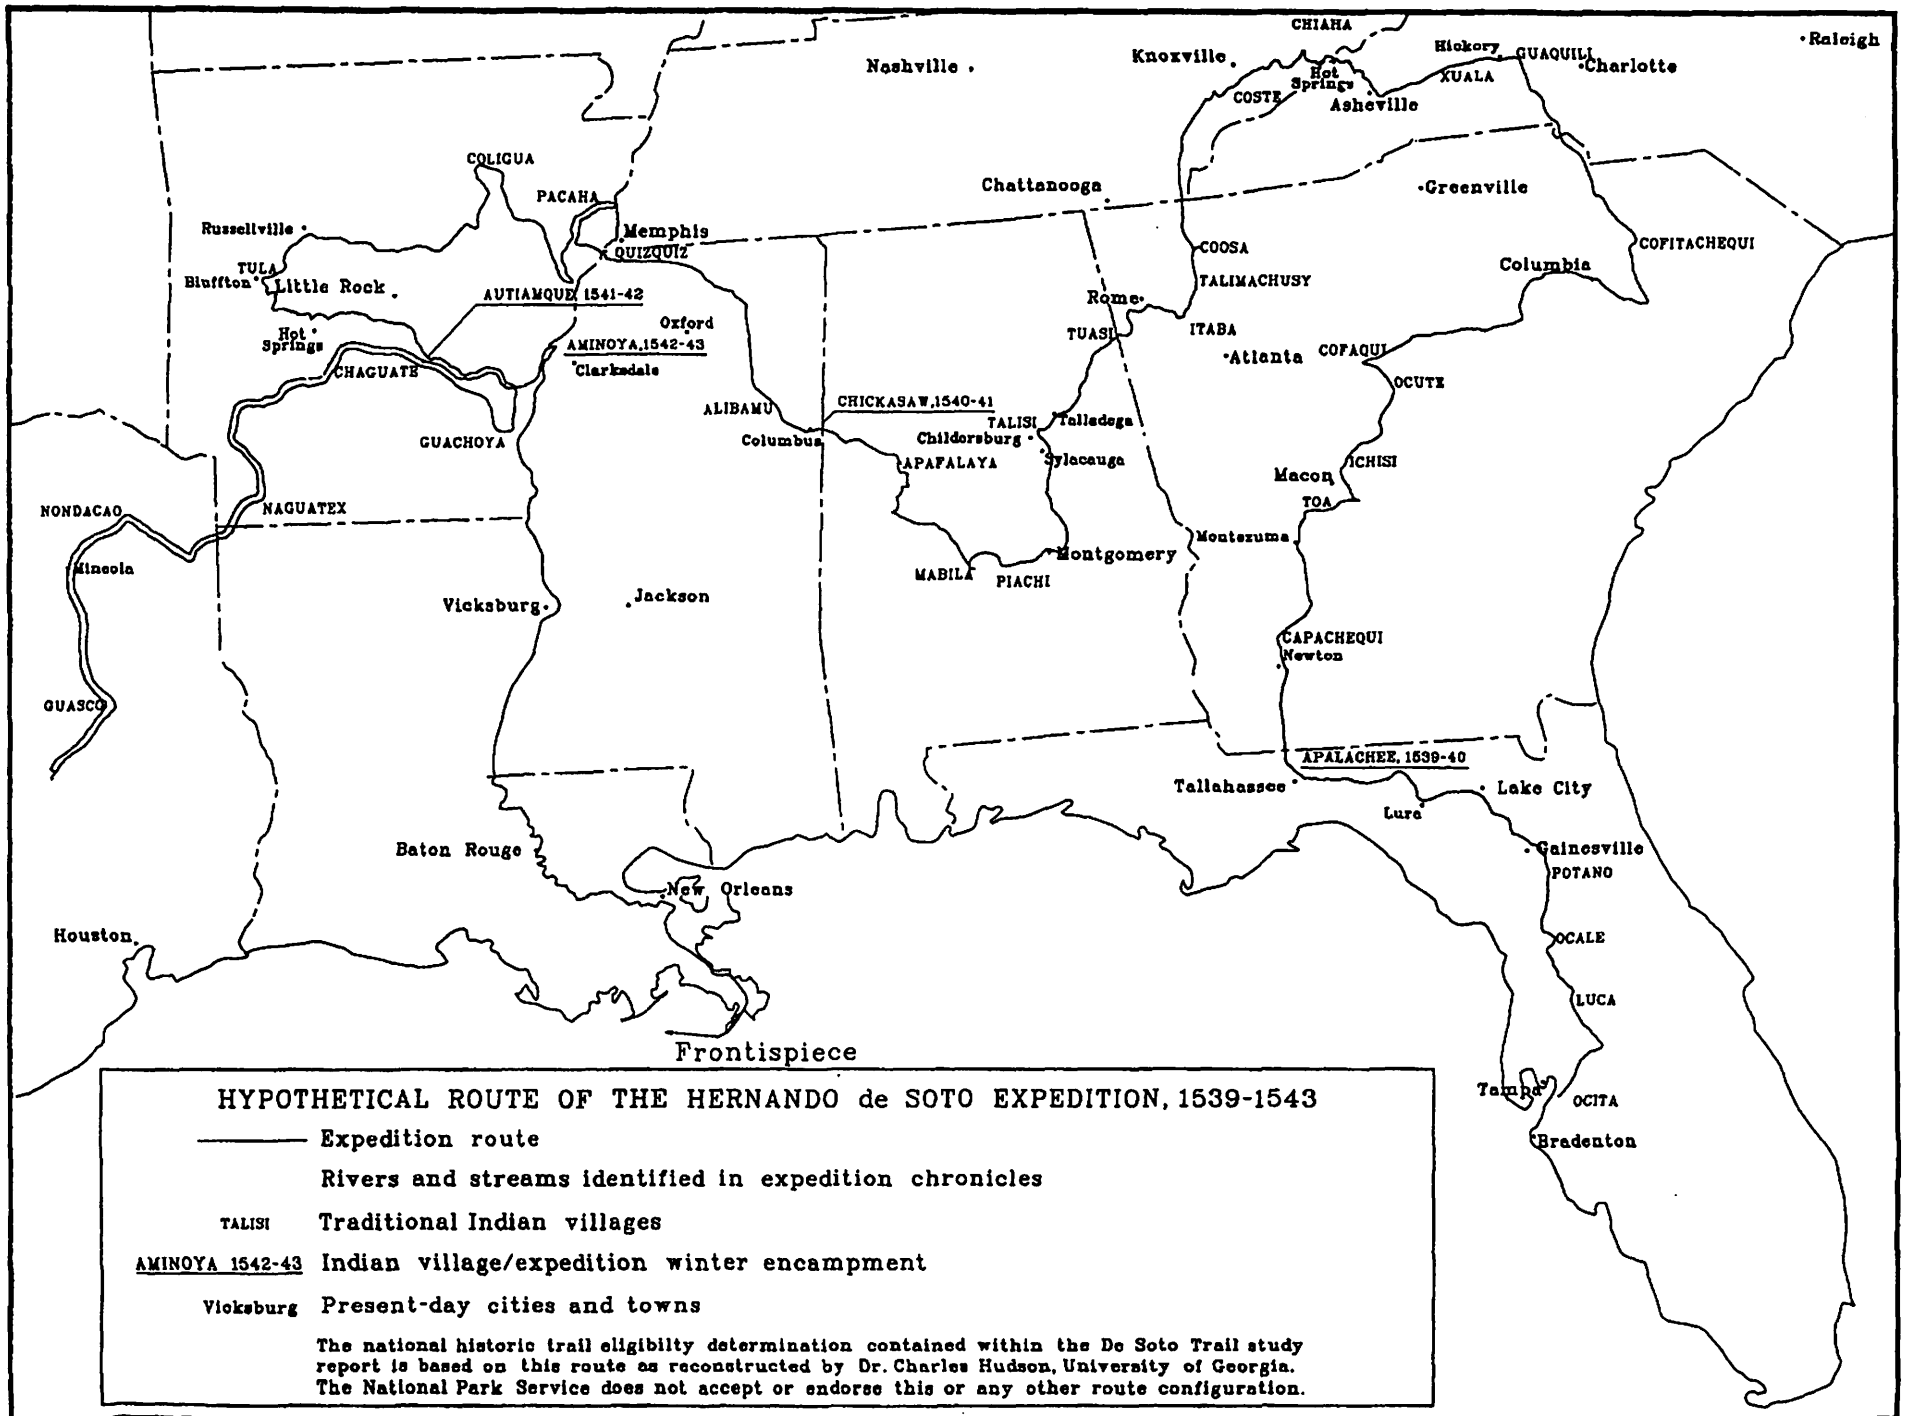 CHIAHA
Raleigh
Nashville
Knoxville
Hickory
GUAQUILI
Charlotte
Hot
Springs
XUALA
COSTE
Asheville
COLIGUA
PACAHA
Chattanooga
Greenville
Russellville
Memphis
QUIZQUIZ
COOSA
COFITACHEQUI
TULA
Bluffton
Little Rock
AUTIAMQUE, 1541-42
TALIMACHUSY
Columbia
Rome
Hot
Springs
Oxford
TUASI
ITABA
AMINOYA,1542-43
Clarksdale
Atlanta
COFAQUI
CHAGUATE
OCUTE
ALIBAMU
CHICKASAW,1540-41
TALISI
Talladega
GUACHOYA
Columbus
Childersburg
Sylacauga
APAFALAYA
ICHISI
Macon
TOA
NONDACAO
NAGUATEX
Montezuma
Montgomery
Mineola
MABILA
PIACHI
Vicksburg
Jackson
CAPACHEQUI
Newton
GUASCO
APALACHEE, 1539-40
Tallahassee
Lake City
Lura
Baton Rouge
Gainesville
POTANO
New Orleans
Houston
OCALE
LUCA
Frontispiece
Tampa
OCITA
Bradenton
HYPOTHETICAL ROUTE OF THE HERNANDO de SOTO EXPEDITION, 1539-1543
Expedition route
Rivers and streams identified in expedition chronicles
TALISI Traditional Indian villages
AMINOYA 1542-43 Indian village/expedition winter encampment
Vicksburg Present-day cities and towns
The national historic trail eligibilty determination contained within the De Soto Trail study
report is based on this route as reconstructed by Dr. Charles Hudson, University of Georgia.
The National Park Service does not accept or endorse this or any other route configuration.